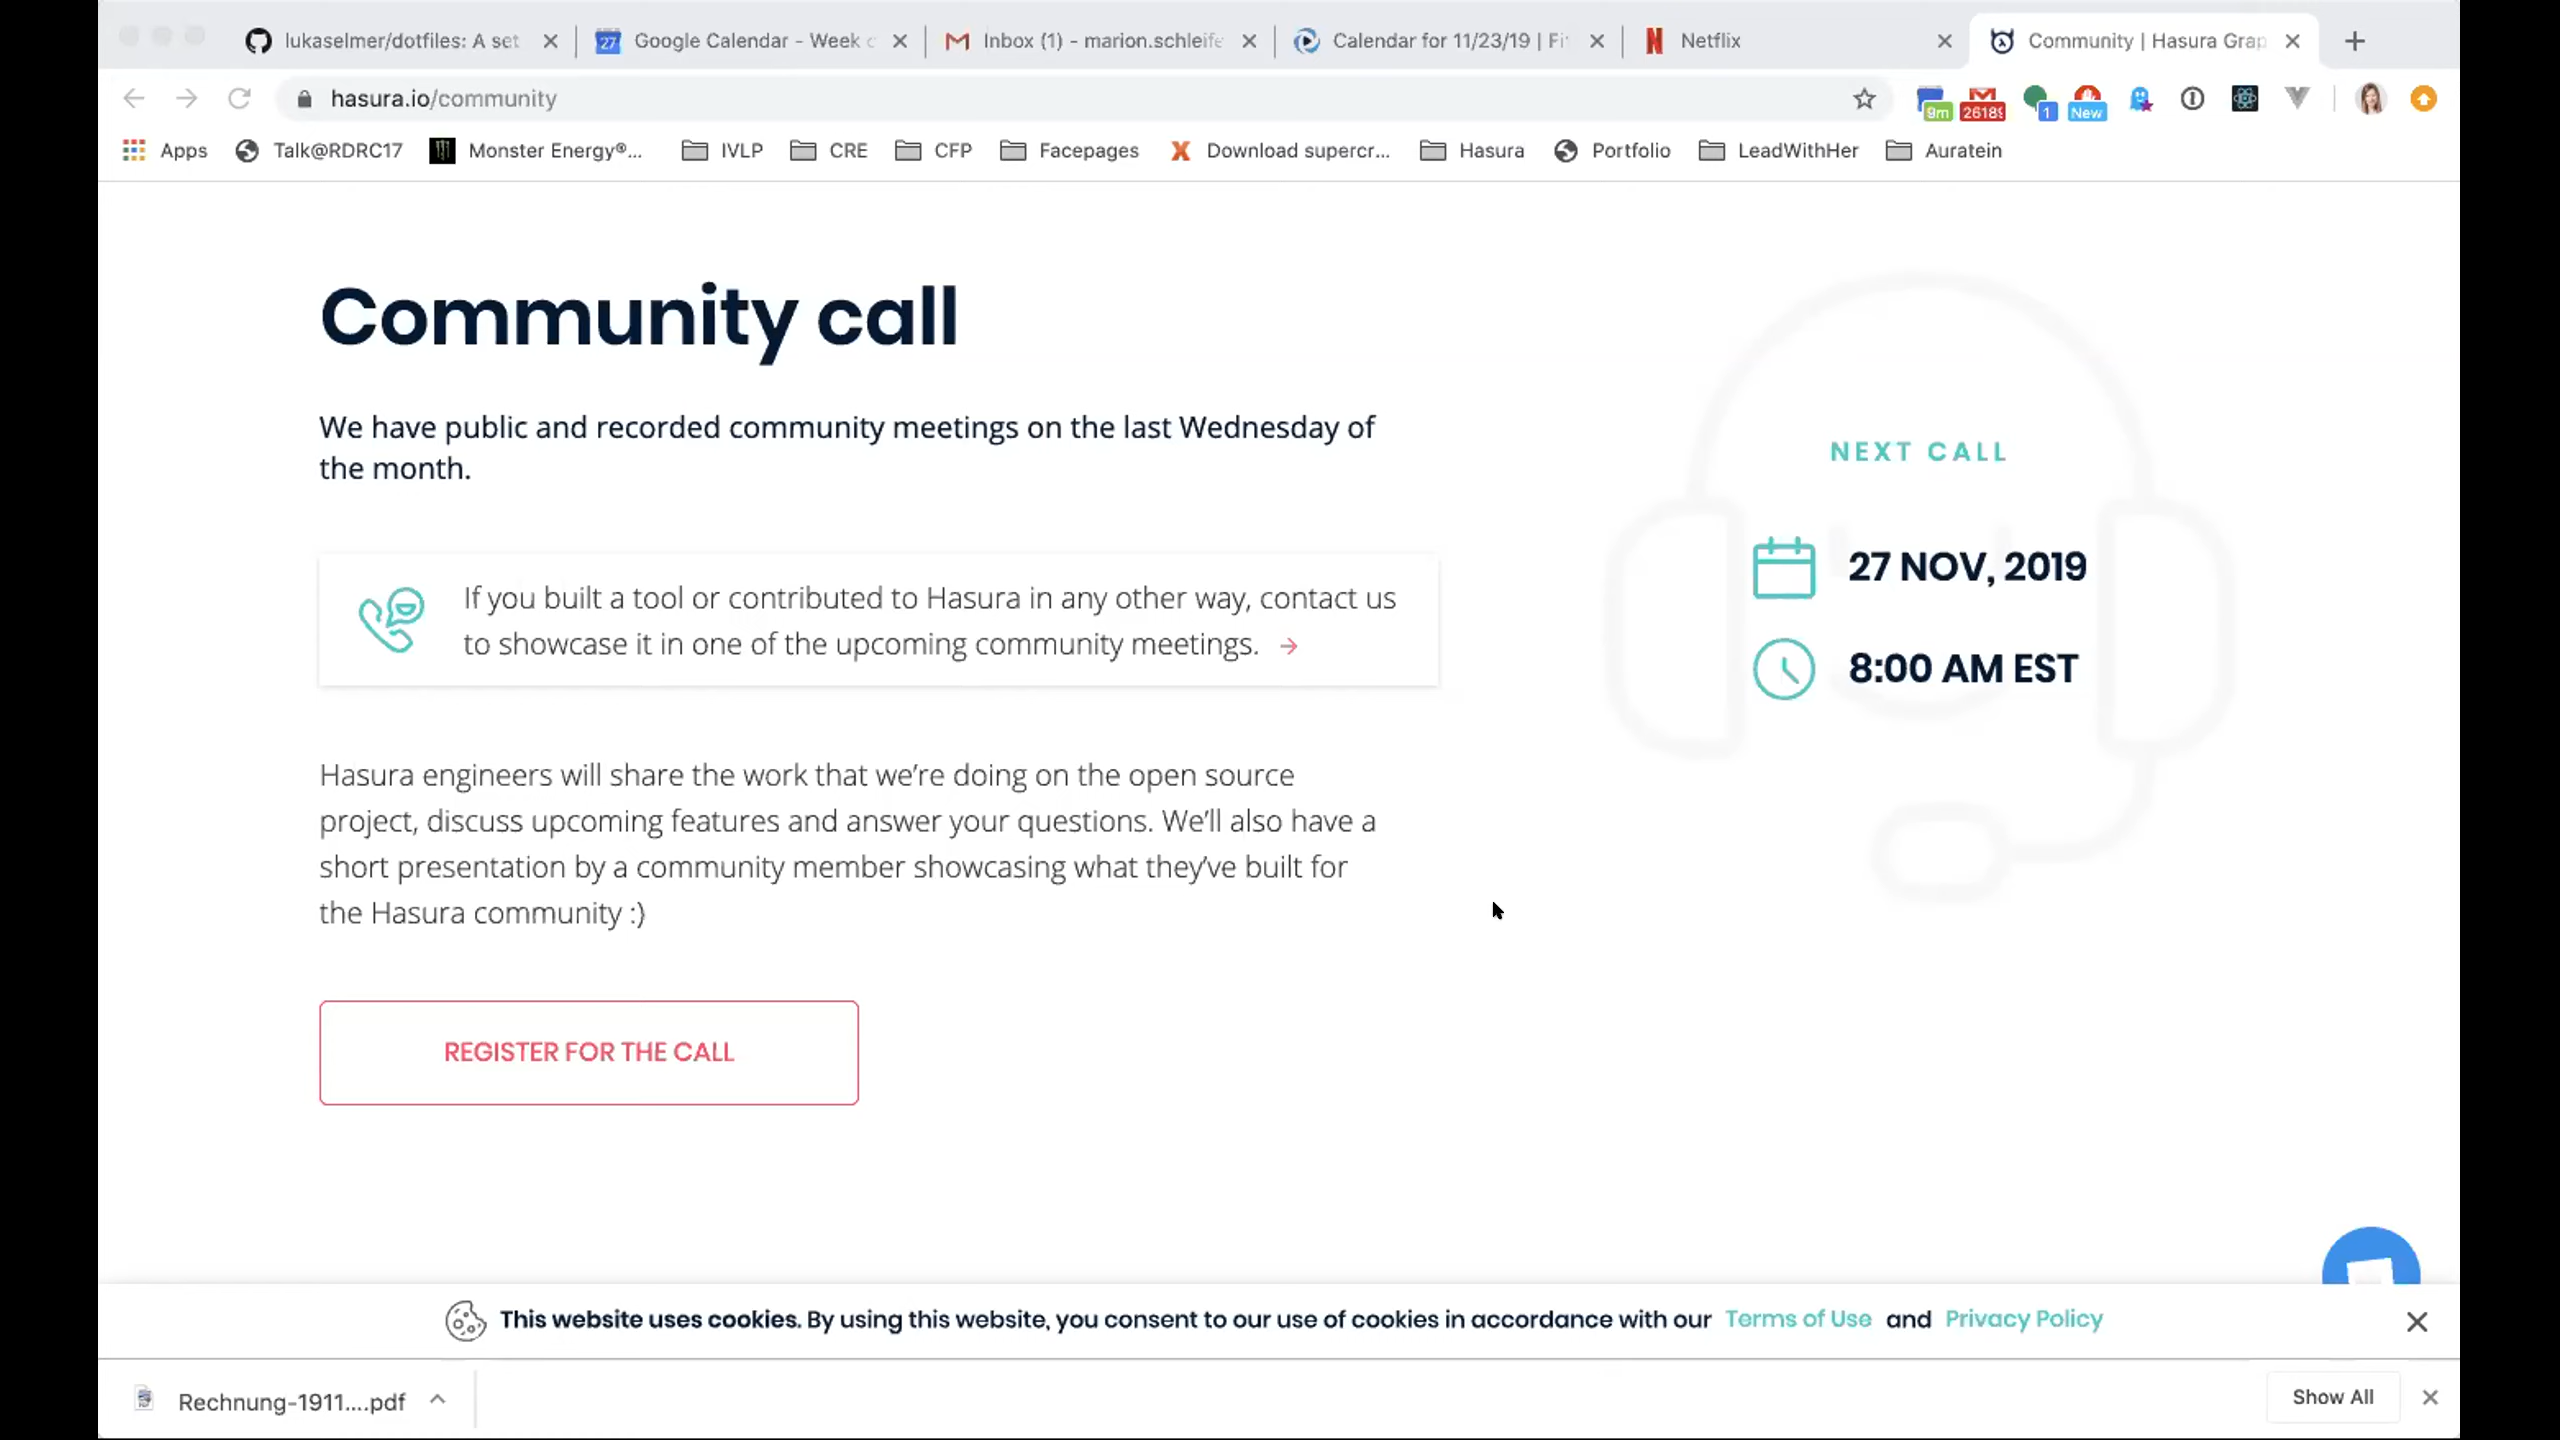 lukaselmer/dotfiles: A set
27
Google Calendar - Week c
Inbox (1) - marion.schleife
Calendar for 11/23/19 | Fi
Netflix
Community | Hasura Grap
hasura.io/community
9m
26189
1
New
Apps
Talk@RDRC17
Monster Energy®...
IVLP
CRE
CFP
Facepages
Download supercr...
Hasura
Portfolio
LeadWithHer
Auratein
Community call
We have public and recorded community meetings on the last Wednesday of
the month.
If you built a tool or contributed to Hasura in any other way, contact us
to showcase it in one of the upcoming community meetings. →
NEXT CALL
27 NOV, 2019
8:00 AM EST
Hasura engineers will share the work that we’re doing on the open source
project, discuss upcoming features and answer your questions. We’ll also have a
short presentation by a community member showcasing what they’ve built for
the Hasura community :)
REGISTER FOR THE CALL
This website uses cookies. By using this website, you consent to our use of cookies in accordance with our Terms of Use and Privacy Policy
Rechnung-1911....pdf
Show All